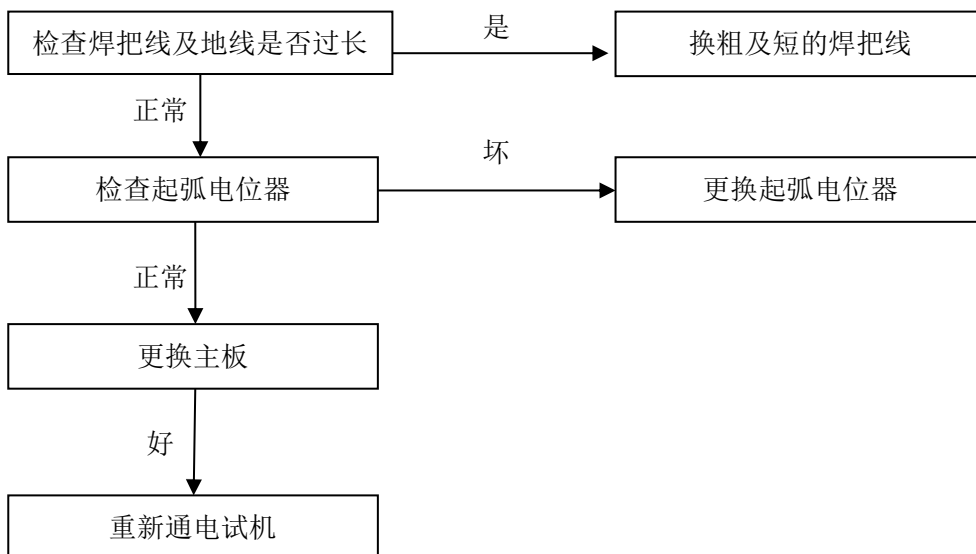 检查焊把线及地线是否过长
是
换粗及短的焊把线
正常
检查起弧电位器
坏
更换起弧电位器
正常
更换主板
好
重新通电试机